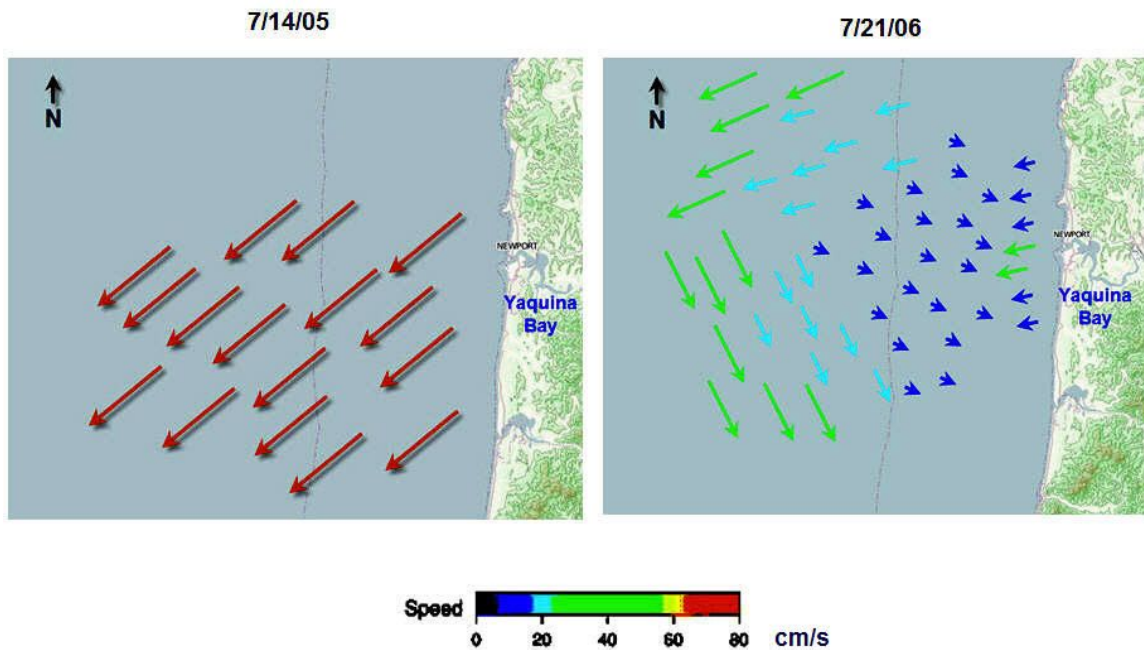 7/14/05
7/21/06
N
NEWPORT
Yaquina
Bay
N
NEWPORT
Yaquina
Bay
Speed
0 20 40 60 80
cm/s